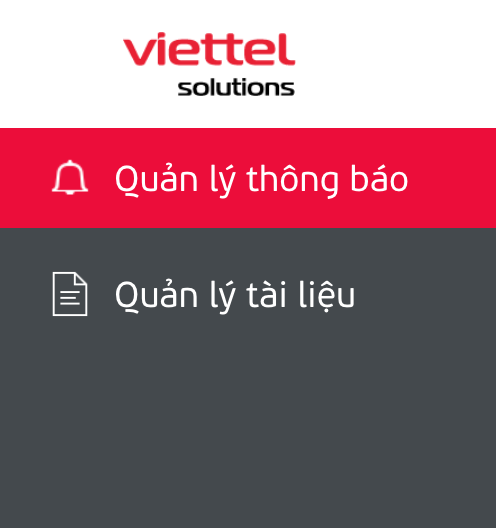 viettel
solutions
Quản lý thông báo
Quản lý tài liệu